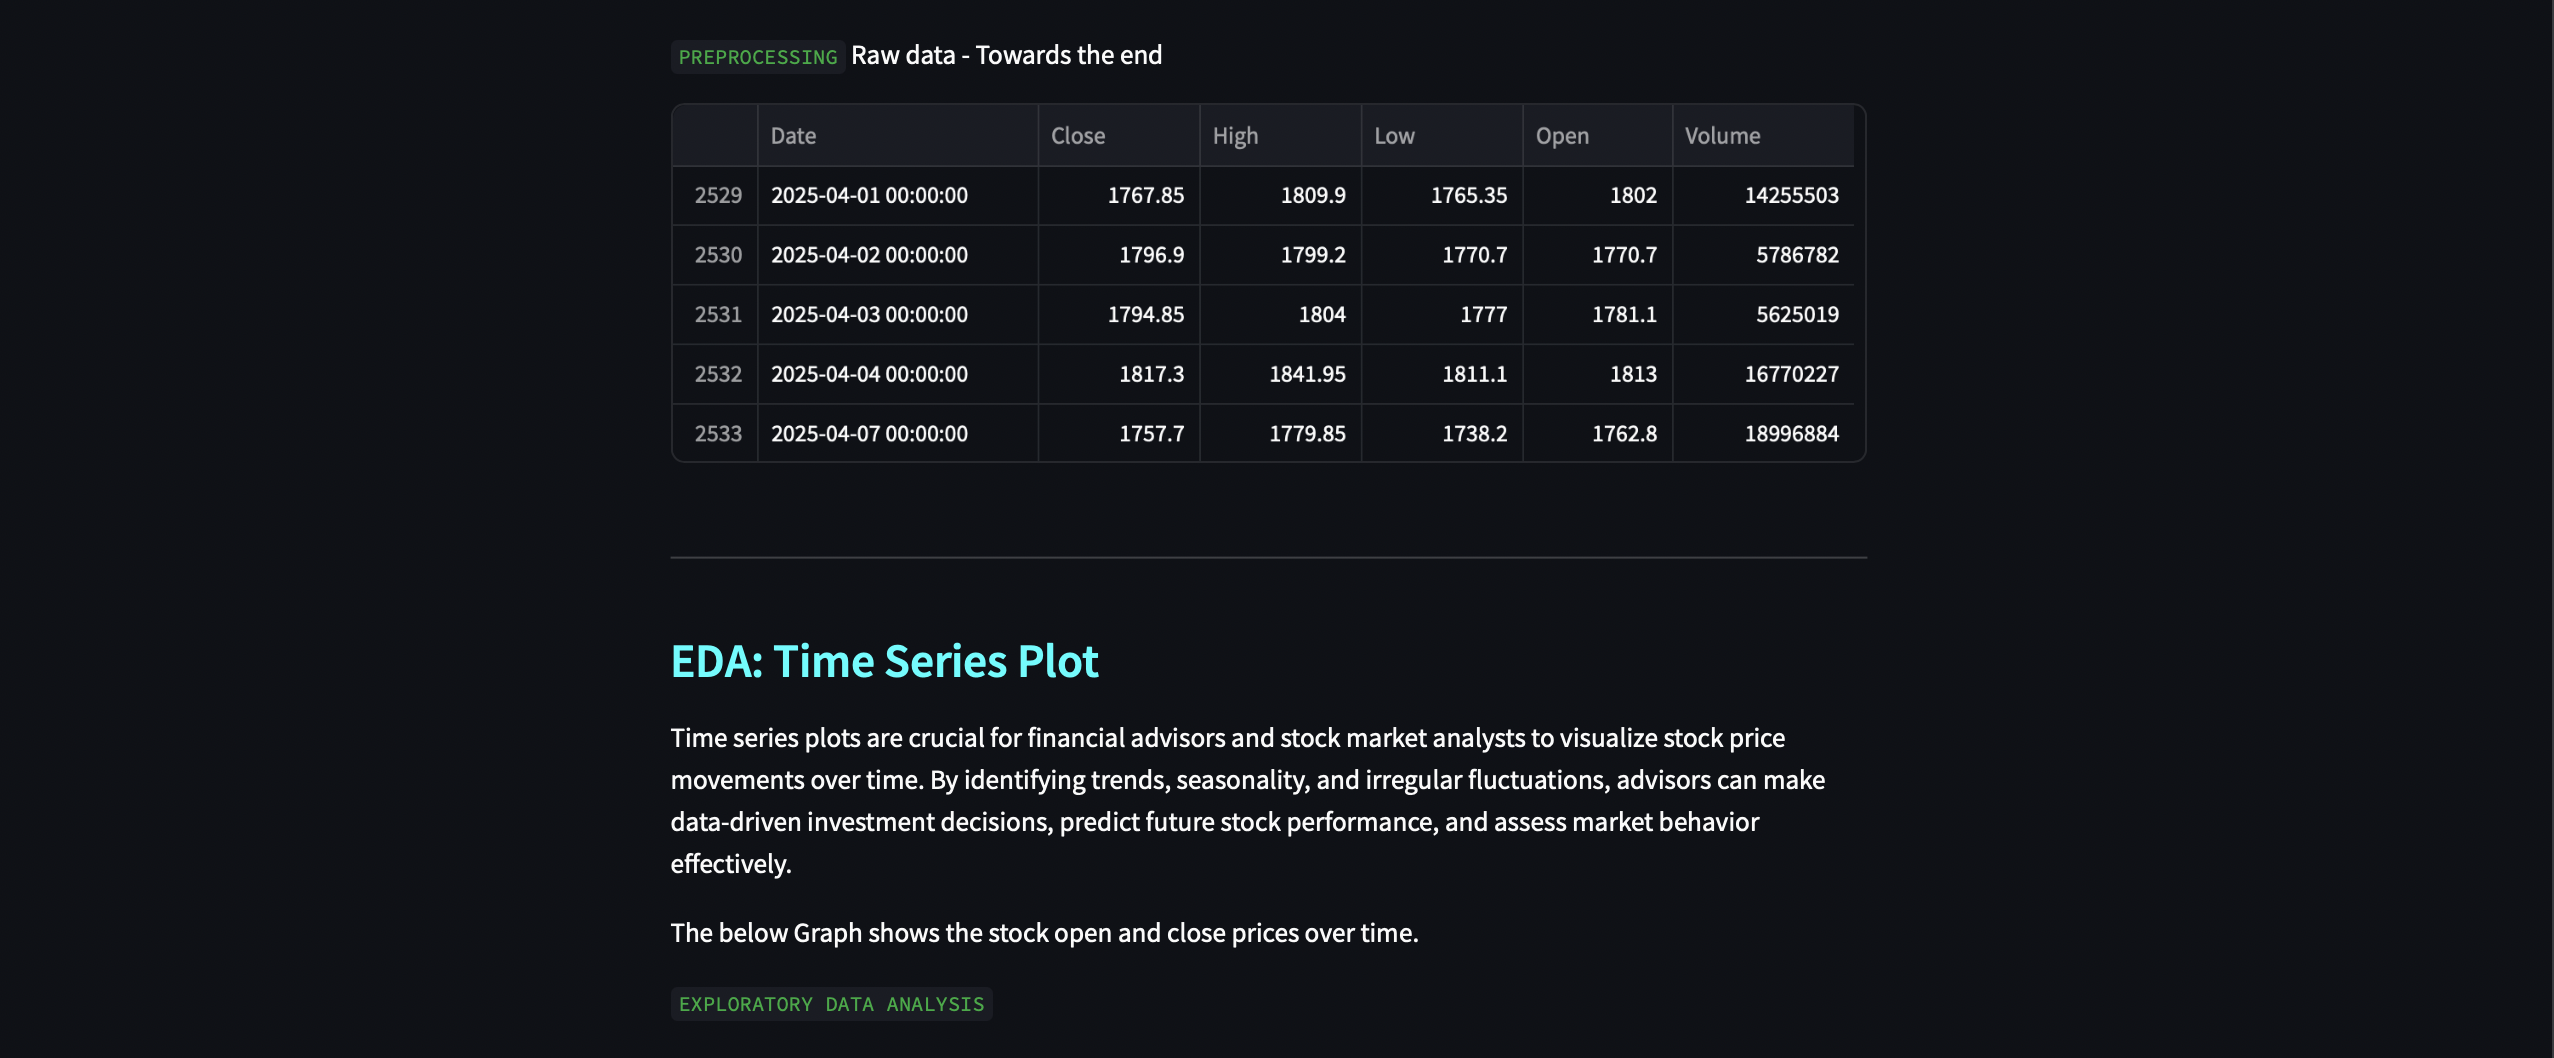 PREPROCESSING Raw data - Towards the end
Date Close High Low Open Volume
2529 2025-04-01 00:00:00 1767.85 1809.9 1765.35 1802 14255503
2530 2025-04-02 00:00:00 1796.9 1799.2 1770.7 1770.7 5786782
2531 2025-04-03 00:00:00 1794.85 1804 1777 1781.1 5625019
2532 2025-04-04 00:00:00 1817.3 1841.95 1811.1 1813 16770227
2533 2025-04-07 00:00:00 1757.7 1779.85 1738.2 1762.8 18996884
EDA: Time Series Plot
Time series plots are crucial for financial advisors and stock market analysts to visualize stock price
movements over time. By identifying trends, seasonality, and irregular fluctuations, advisors can make
data-driven investment decisions, predict future stock performance, and assess market behavior
effectively.
The below Graph shows the stock open and close prices over time.
EXPLORATORY DATA ANALYSIS